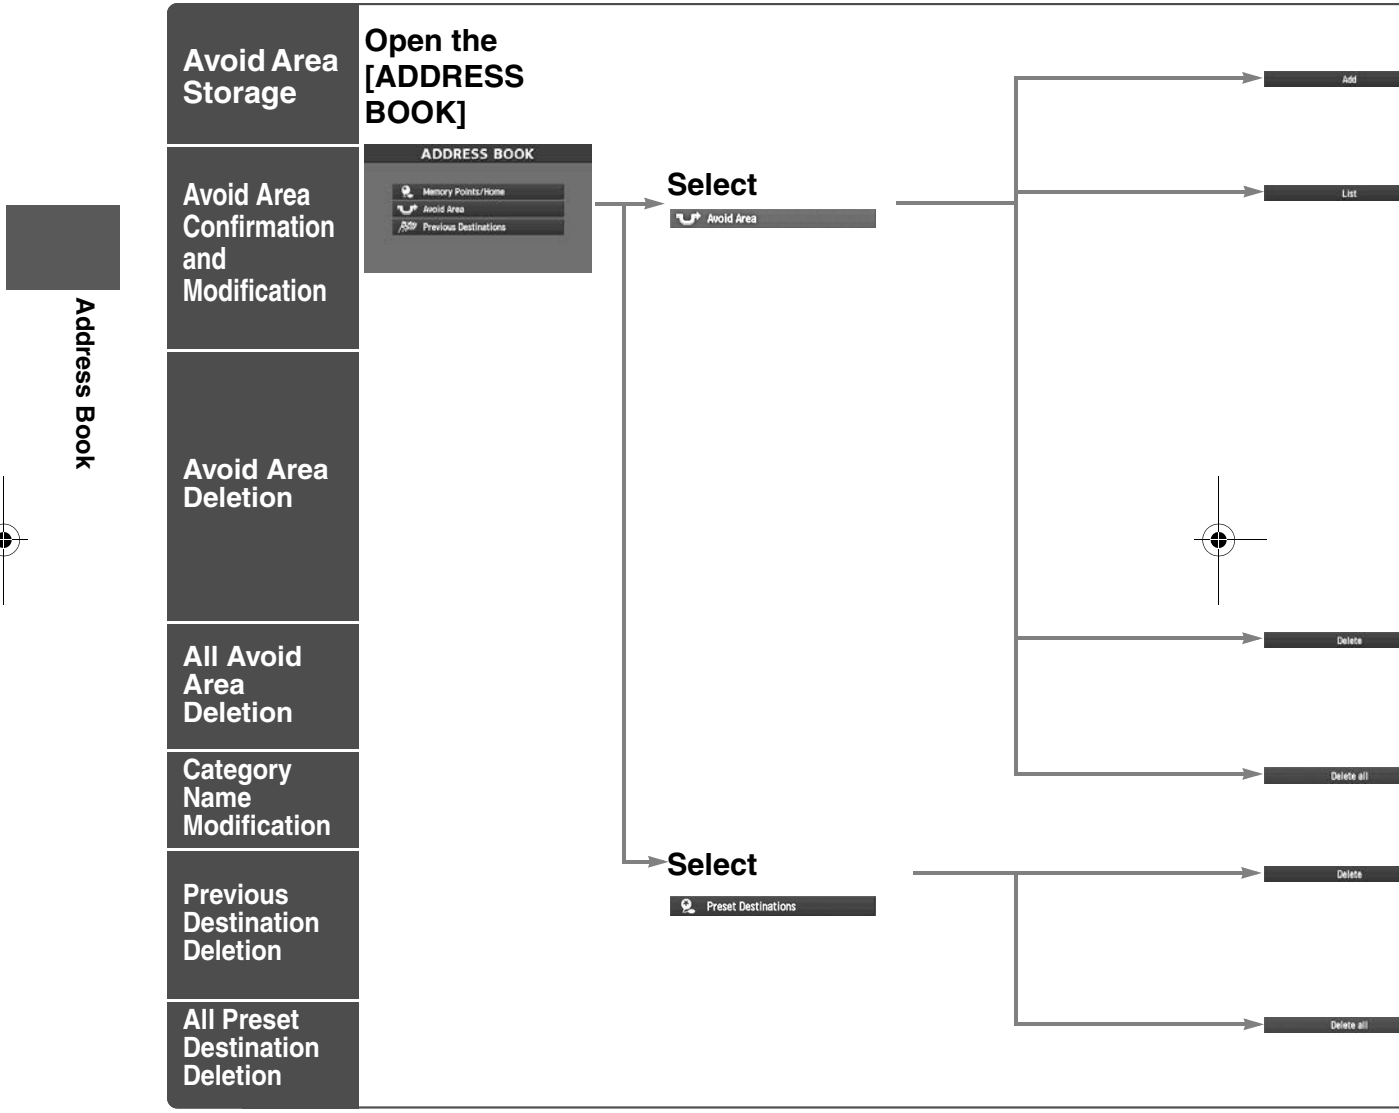 Avoid Area
Storage
Open the
[ADDRESS
BOOK]
Add
Avoid Area
Confirmation
and
Modification
ADDRESS BOOK
Memory Points/Home
Avoid Area
Previous Destinations
Select
Avoid Area
List
Address Book
Avoid Area
Deletion
Delete
All Avoid
Area
Deletion
Delete all
Category
Name
Modification
Previous
Destination
Deletion
Select
Preset Destinations
Delete
All Preset
Destination
Deletion
Delete all